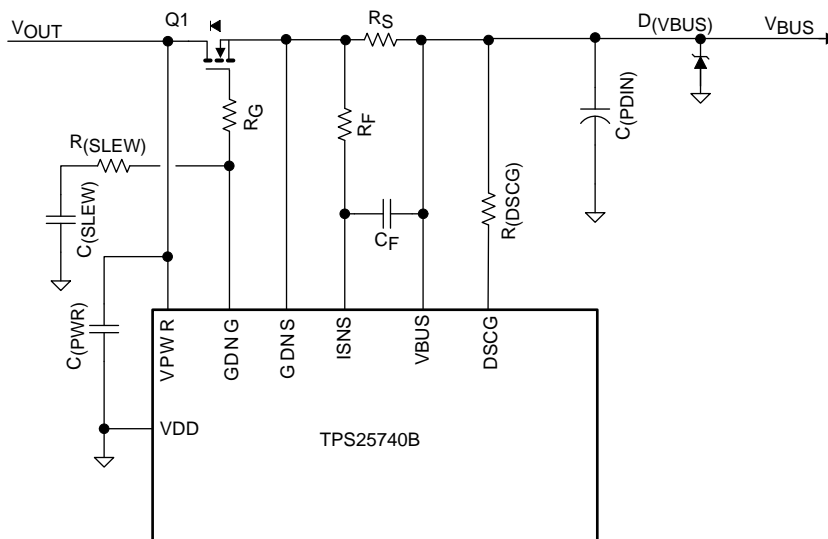 Q1
VOUT
RS
D(VBUS)
VBUS
RG
RF
C(PDIN)
R(SLEW)
C(SLEW)
CF
R(DSCG)
C(PWR)
VPWR
GDNG
GDNS
ISNS
VBUS
DSCG
VDD
TPS25740B